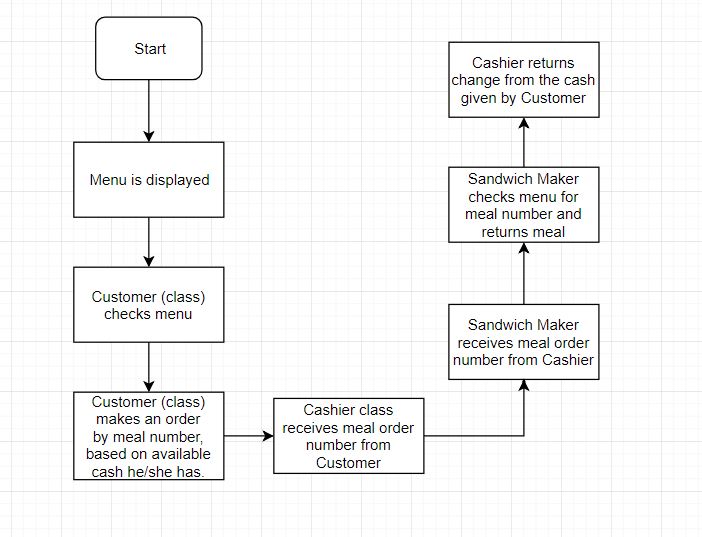 Start
Menu is displayed
Customer (class)
checks menu
Customer (class)
makes an order
by meal number,
based on available
cash he/she has.
Cashier class
receives meal order
number from
Customer
Sandwich Maker
receives meal order
number from Cashier
Sandwich Maker
checks menu for
meal number and
returns meal
Cashier returns
change from the cash
given by Customer